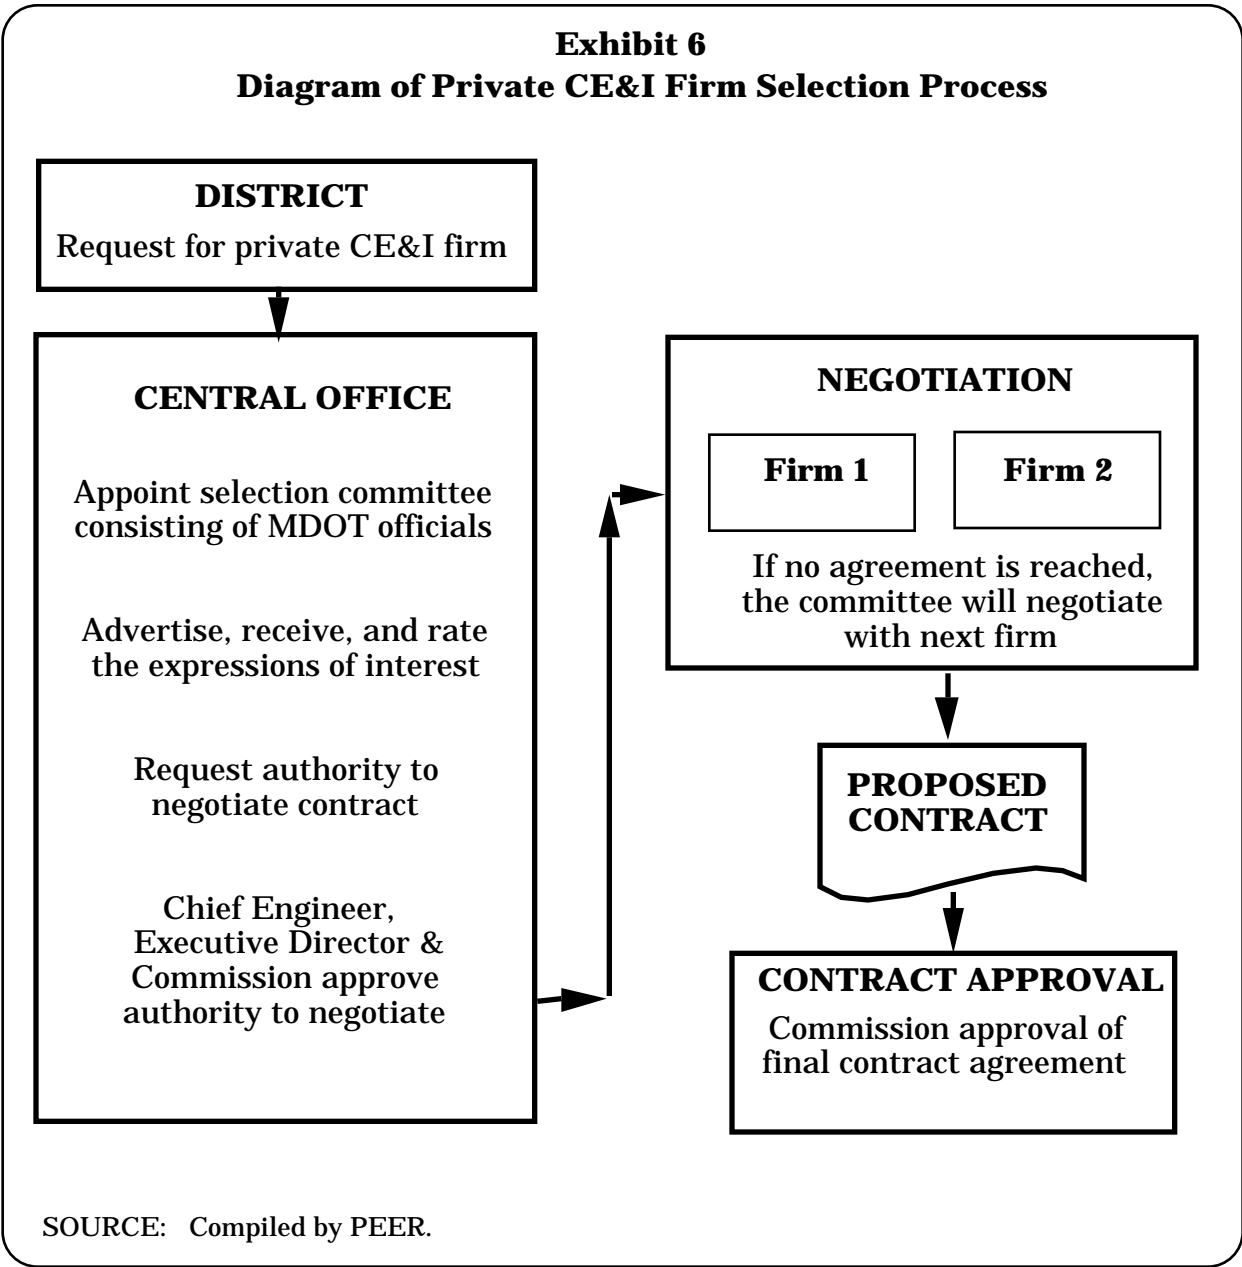 Exhibit 6
Diagram of Private CE&I Firm Selection Process
DISTRICT
Request for private CE&I firm
CENTRAL OFFICE
Appoint selection committee
consisting of MDOT officials
Advertise, receive, and rate
the expressions of interest
Request authority to
negotiate contract
Chief Engineer,
Executive Director &
Commission approve
authority to negotiate
NEGOTIATION
Firm 1
Firm 2
If no agreement is reached,
the committee will negotiate
with next firm
PROPOSED
CONTRACT
CONTRACT APPROVAL
Commission approval of
final contract agreement
SOURCE: Compiled by PEER.